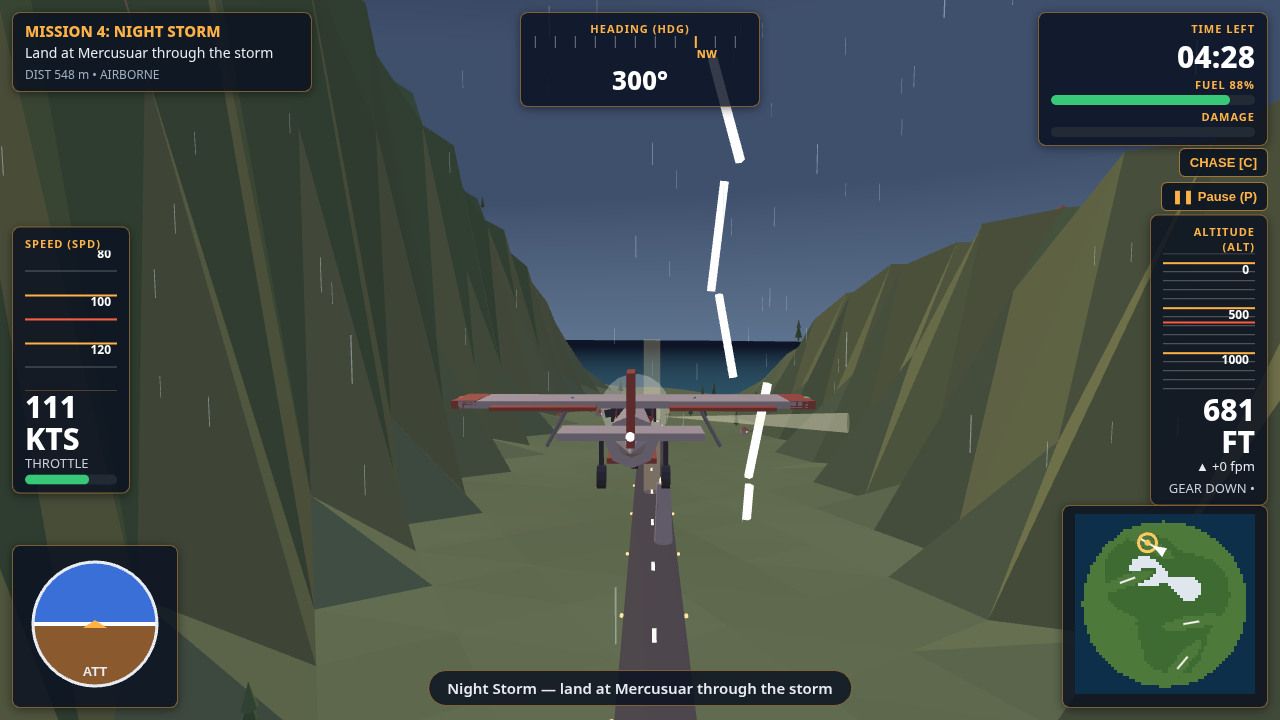 MISSION 4: NIGHT STORM
Land at Mercusuar through the storm
DIST 548 m • AIRBORNE
HEADING (HDG)
NW
300°
TIME LEFT
04:28
FUEL 88%
DAMAGE
CHASE [C]
❚❚ Pause (P)
SPEED (SPD)
80
100
120
111
KTS
THROTTLE
ALTITUDE
(ALT)
0
500
1000
681
FT
▲ +0 fpm
GEAR DOWN •
ATT
Night Storm — land at Mercusuar through the storm